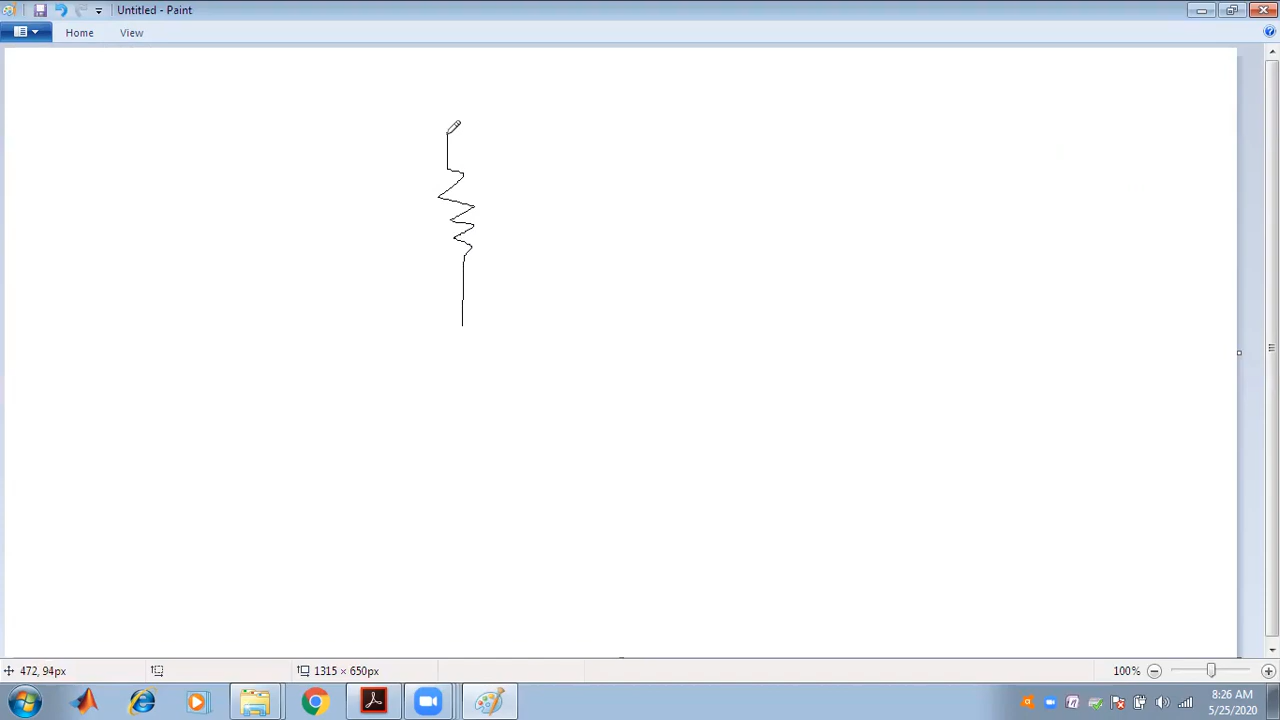 Untitled - Paint
Home View
472, 94px
1315 × 650px
100%
8:26 AM
5/25/2020